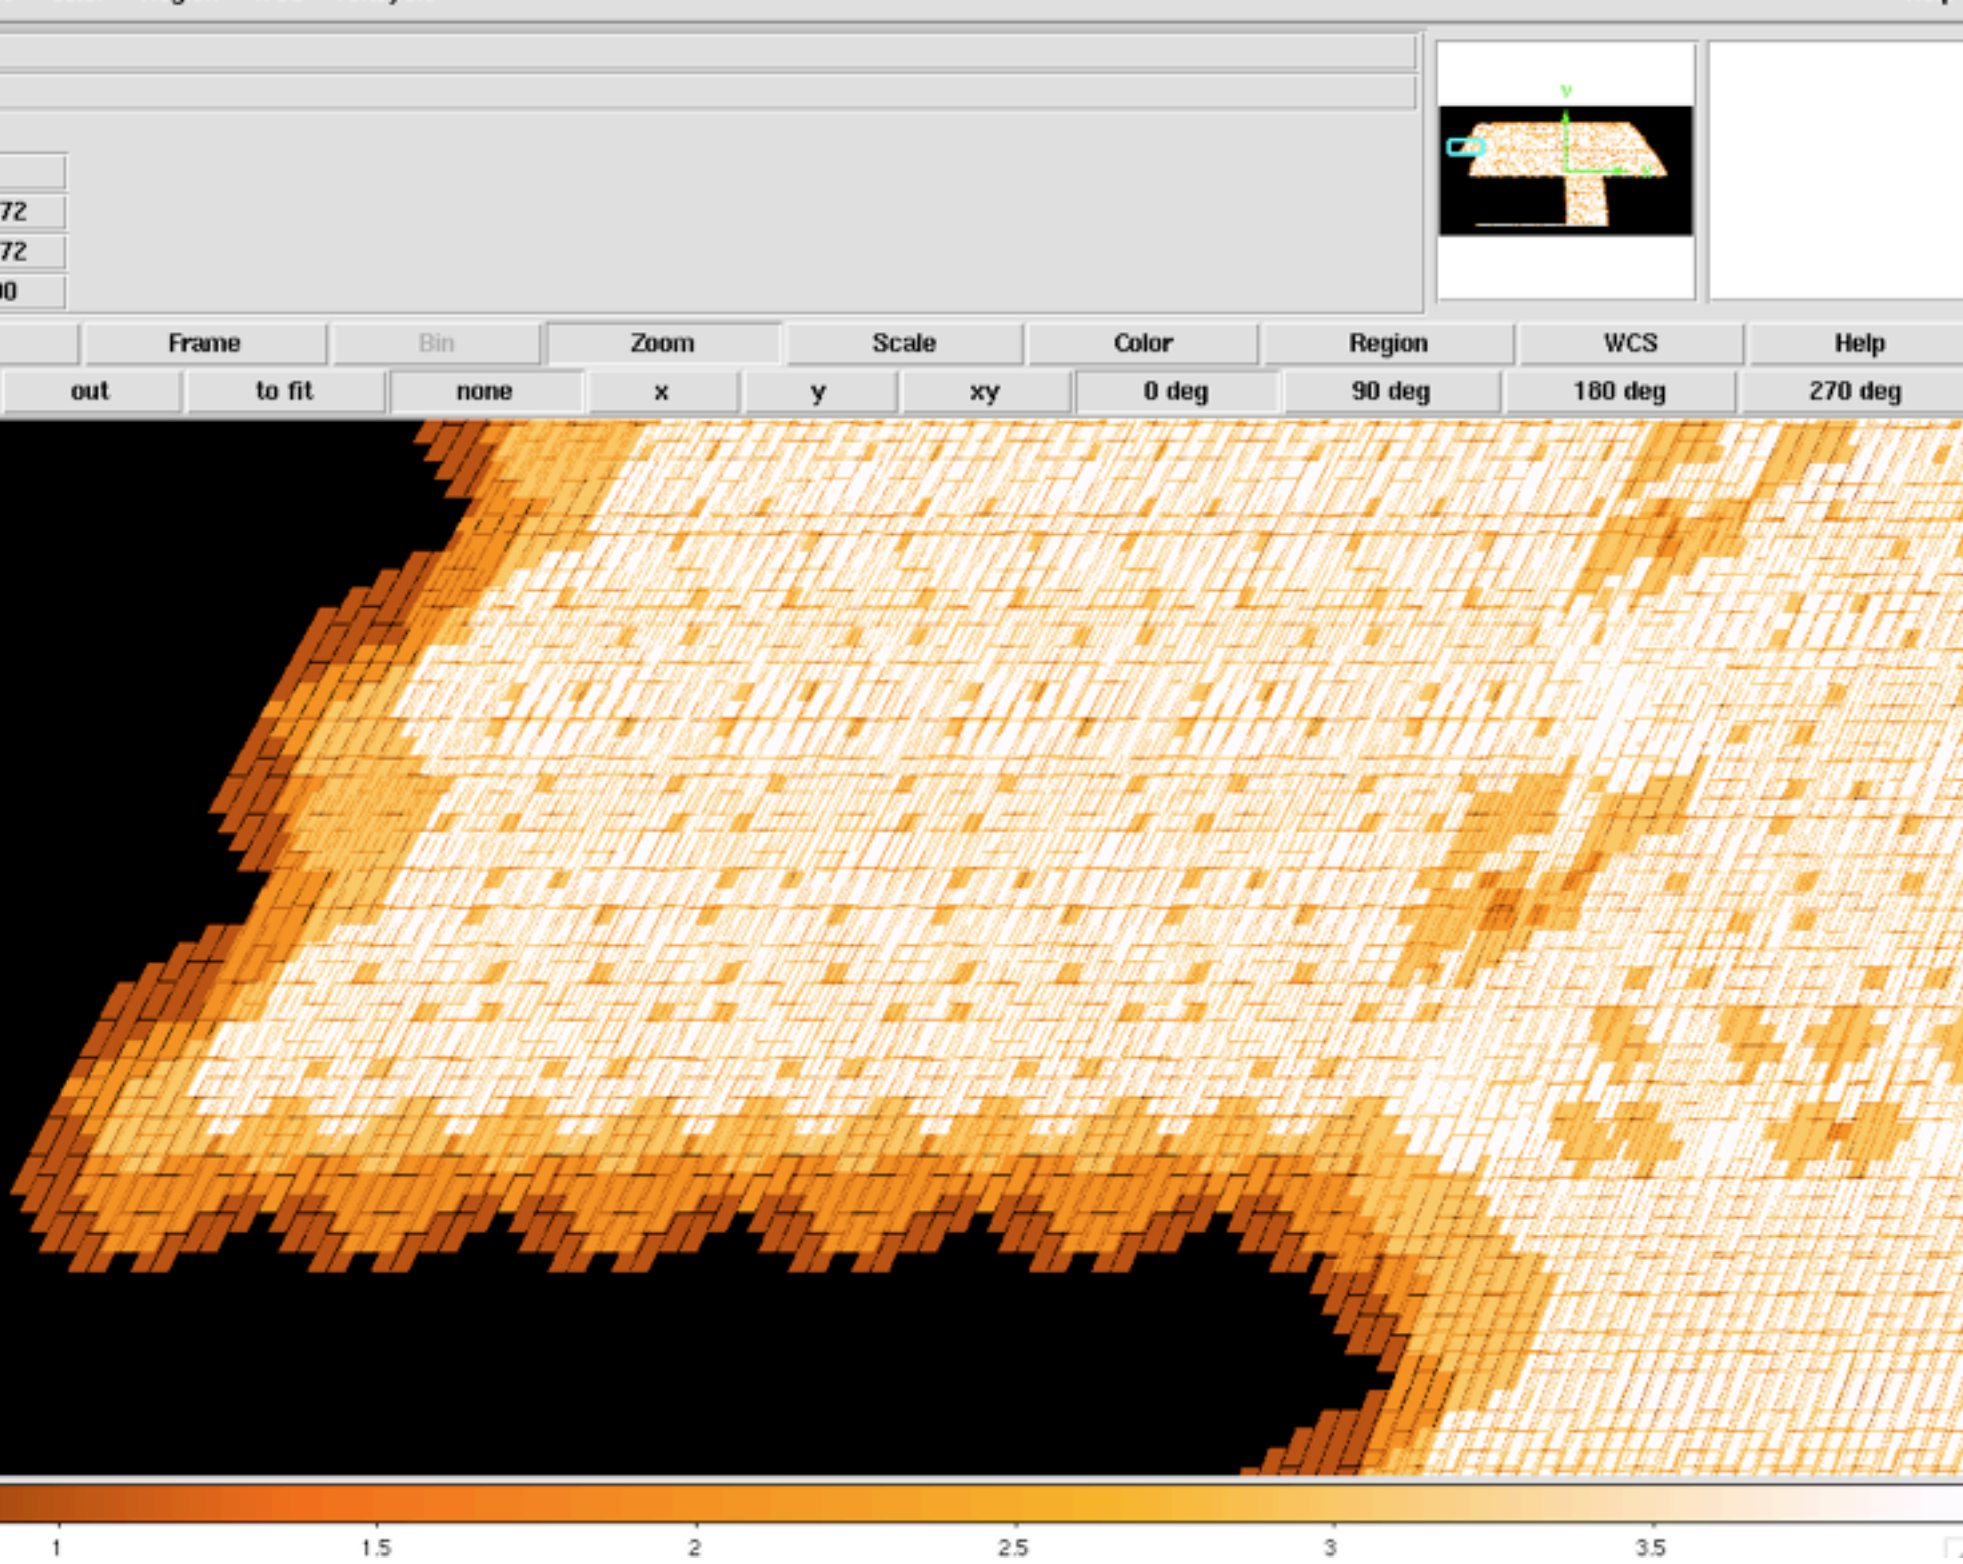 72
72
Frame Bin Zoom Scale Color Region WCS Help
out to fit none x y xy 0 deg 90 deg 180 deg 270 deg
1 1.5 2 2.5 3 3.5